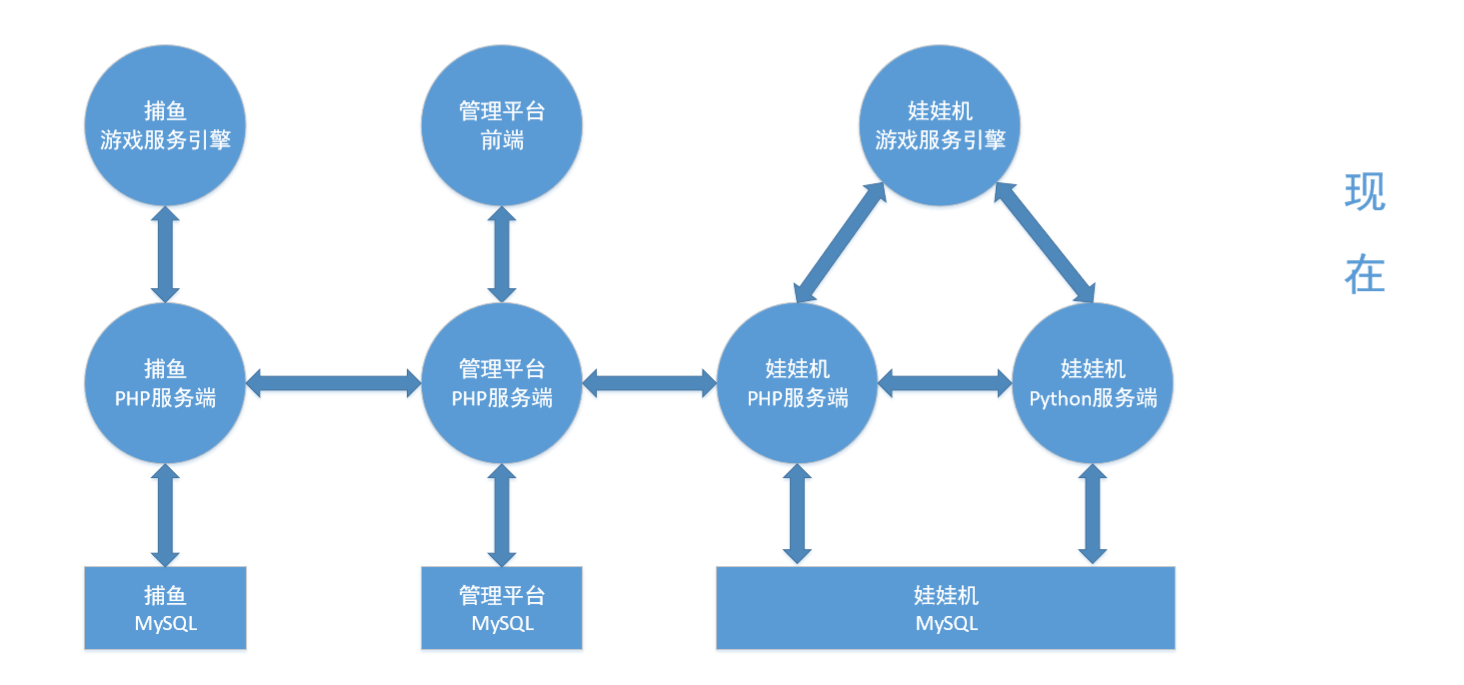 捕鱼
游戏服务引擎
管理平台
前端
娃娃机
游戏服务引擎
现
在
捕鱼
PHP服务端
管理平台
PHP服务端
娃娃机
PHP服务端
娃娃机
Python服务端
捕鱼
MySQL
管理平台
MySQL
娃娃机
MySQL